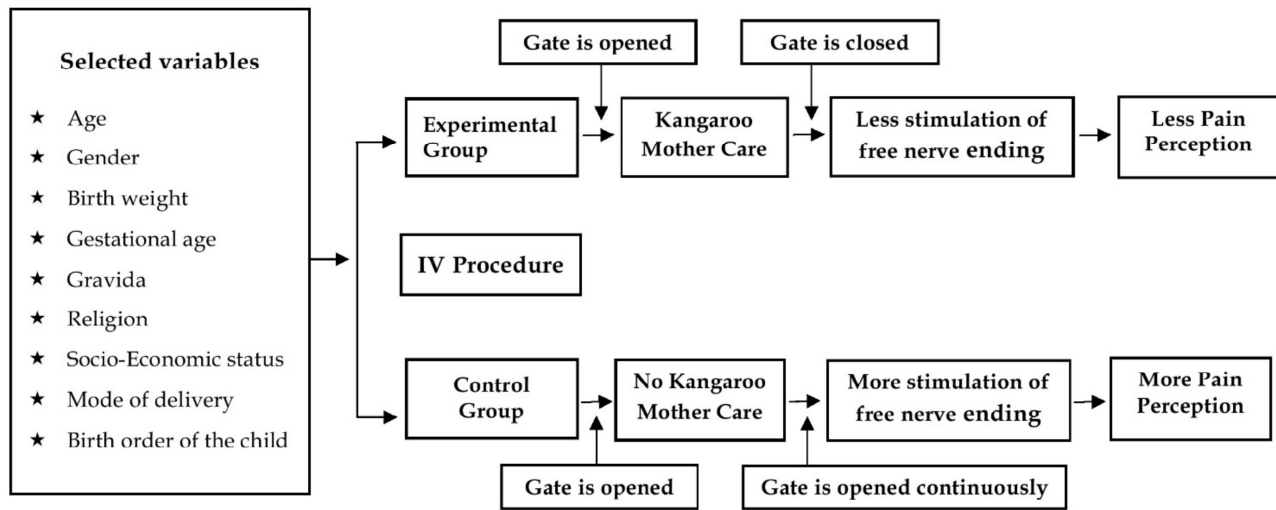 Selected variables
★ Age
★ Gender
★ Birth weight
★ Gestational age
★ Gravida
★ Religion
★ Socio-Economic status
★ Mode of delivery
★ Birth order of the child
Gate is opened
Gate is closed
Experimental
Group
Kangaroo
Mother Care
Less stimulation of
free nerve ending
Less Pain
Perception
IV Procedure
Control
Group
No Kangaroo
Mother Care
More stimulation of
free nerve ending
More Pain
Perception
Gate is opened
Gate is opened continuously